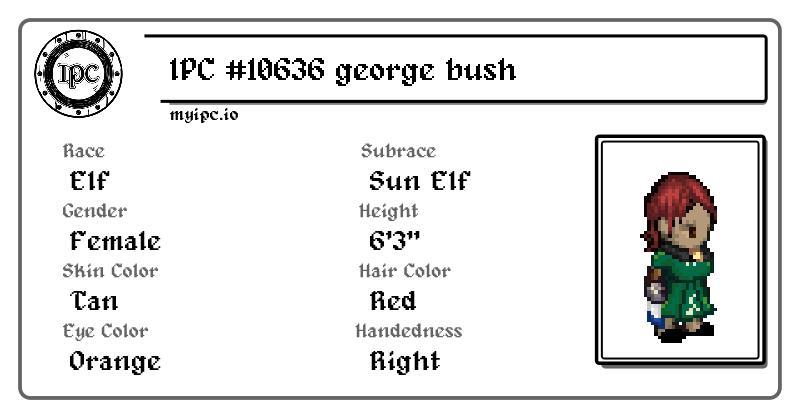 IPC
IPC #10636 george bush
myipc.io
Race
Elf
Subrace
Sun Elf
Gender
Female
Height
6'3"
Skin Color
Tan
Hair Color
Red
Eye Color
Orange
Handedness
Right